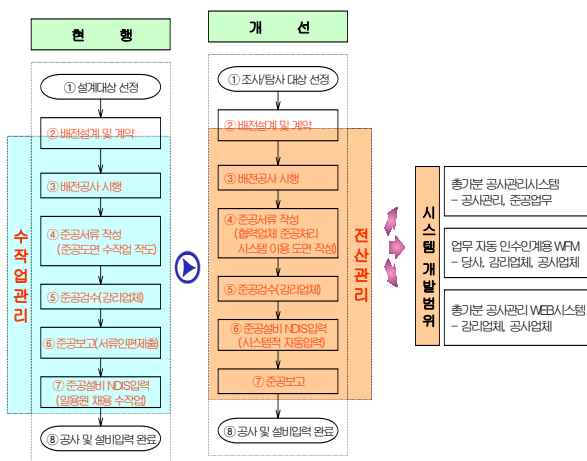 현 행
개 선
① 설계대상 선정
② 배전설계 및 계약
③ 배전공사 시행
④ 준공서류 작성
(준공도면 수작업 작도)
⑤ 준공검수(감리업체)
⑥ 준공보고(서류인편제출)
⑦ 준공설비 NDIS입력
(일용원 채용 수작업)
⑧ 공사 및 설비입력 완료
수작업관리
① 조사/탐사 대상 선정
② 배전설계 및 계약
③ 배전공사 시행
④ 준공서류 작성
(협력업체 준공처리
시스템 이용 도면 작성)
⑤ 준공검수(감리업체)
⑥ 준공설비 NDIS입력
(시스템적 자동입력)
⑦ 준공보고
⑧ 공사 및 설비입력 완료
전산관리
시스템 개발범위
총가분 공사관리시스템
- 공사관리, 준공업무
업무 자동 인수인계용 WFM
- 당사, 감리업체, 공사업체
총가분 공사관리 WEB시스템
- 감리업체, 공사업체